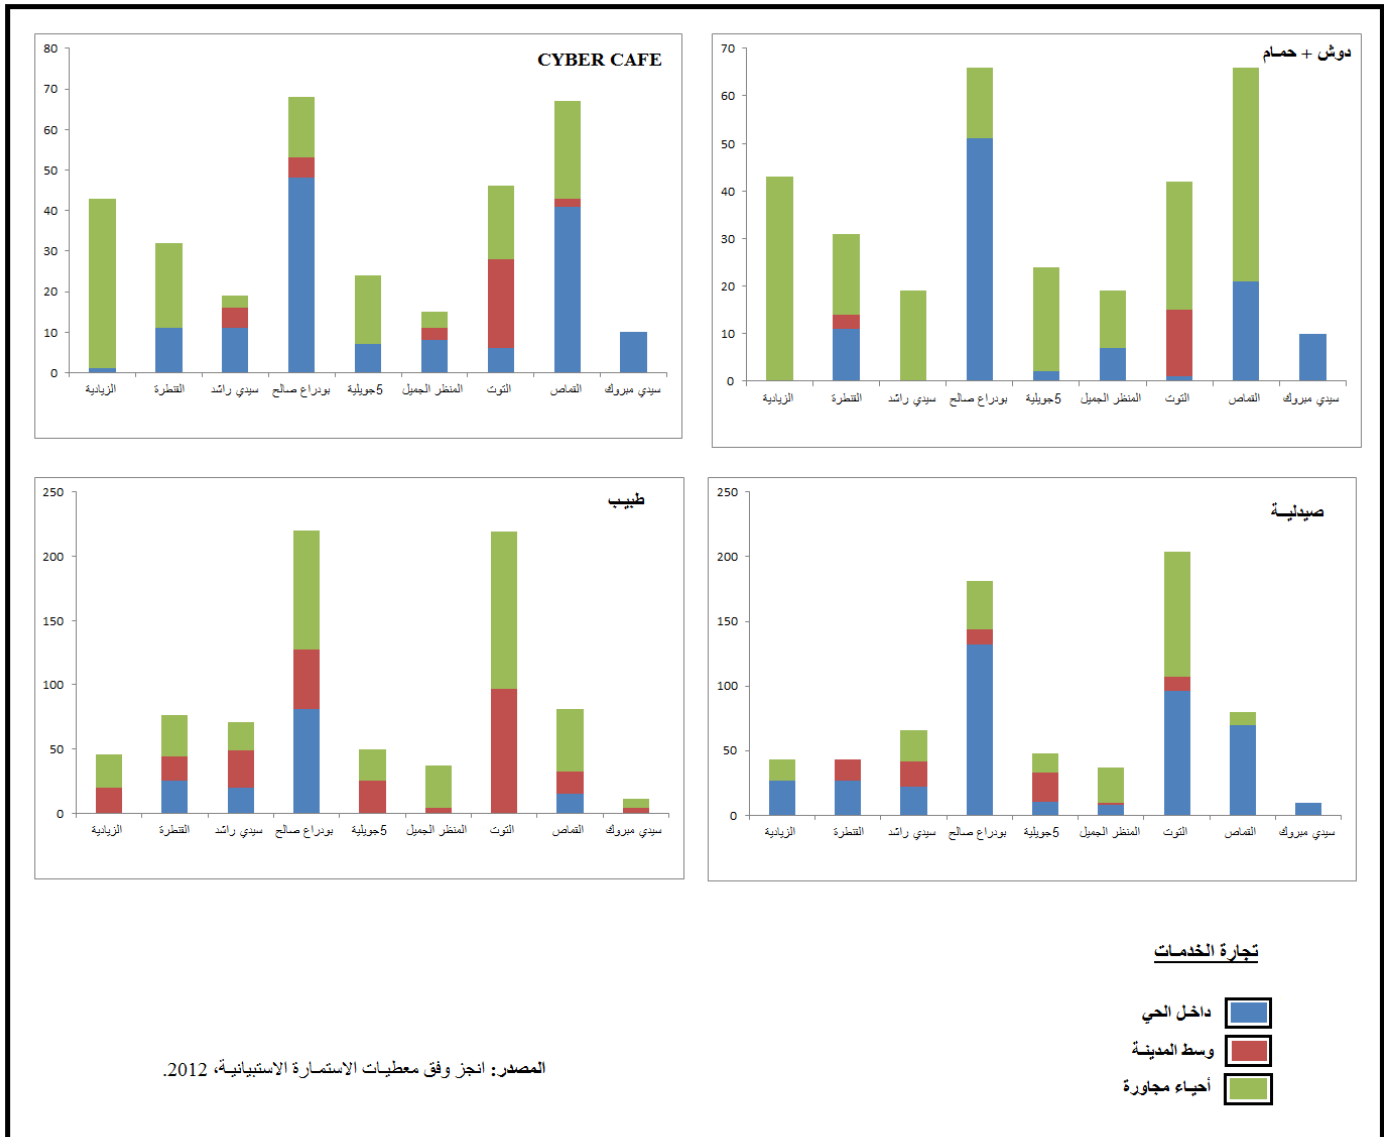 CYBER CAFE
80
70
60
50
40
30
20
10
0
الزيادية القنطرة سيدي راشد بودراع صالح 5جويلية المنظر الجميل التوت القماص سيدي مبروك
دوش + حمـام
70
60
50
40
30
20
10
0
الزيادية القنطرة سيدي راشد بودراع صالح 5جويلية المنظر الجميل التوت القماص سيدي مبروك
طبيـب
250
200
150
100
50
0
الزيادية القنطرة سيدي راشد بودراع صالح 5جويلية المنظر الجميل التوت القماص سيدي مبروك
صيدليـة
250
200
150
100
50
0
الزيادية القنطرة سيدي راشد بودراع صالح 5جويلية المنظر الجميل التوت القماص سيدي مبروك
تجارة الخدمـات
داخـل الحي
وسط المدينـة
أحيـاء مجاورة
المصدر: انجز وفق معطيـات الاستمـارة الاستبيانيـة، 2012.